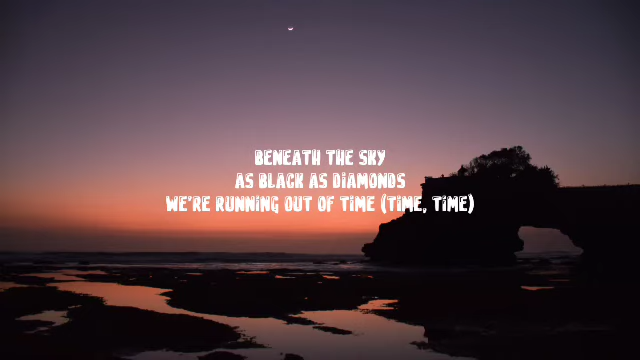 BENEATH THE SKY
AS BLACK AS DIAMONDS
WE'RE RUNNING OUT OF TIME (TIME, TIME)